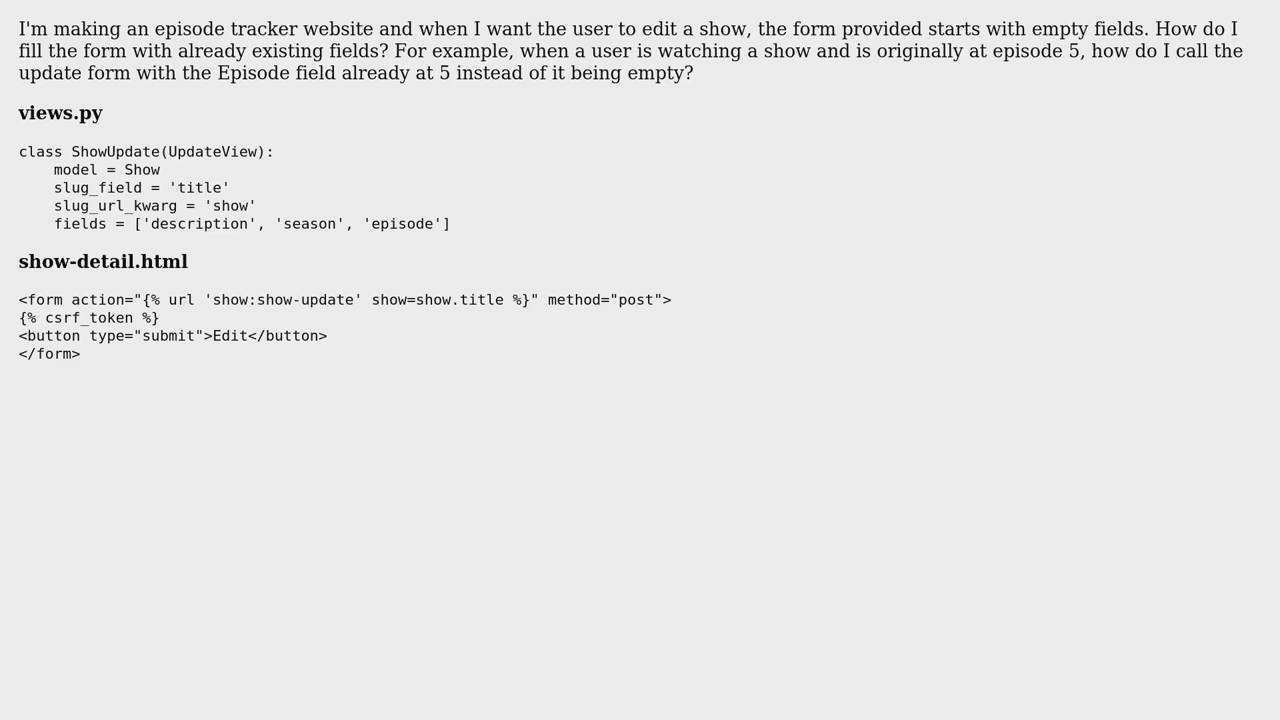 I'm making an episode tracker website and when I want the user to edit a show, the form provided starts with empty fields. How do I
fill the form with already existing fields? For example, when a user is watching a show and is originally at episode 5, how do I call the
update form with the Episode field already at 5 instead of it being empty?
views.py
class ShowUpdate(UpdateView):
    model = Show
    slug_field = 'title'
    slug_url_kwarg = 'show'
    fields = ['description', 'season', 'episode']
show-detail.html
<form action="{% url 'show:show-update' show=show.title %}" method="post">
{% csrf_token %}
<button type="submit">Edit</button>
</form>